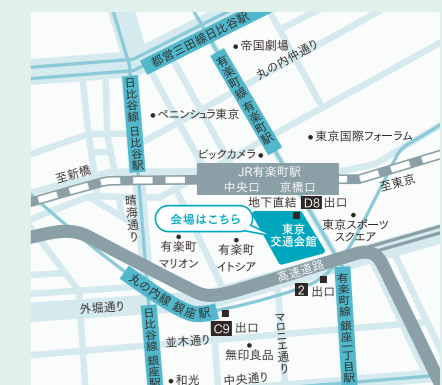 都営三田線日比谷駅
帝国劇場
丸の内仲通り
有楽町線 有楽町駅
日比谷線 日比谷駅
ペニンシュラ東京
東京国際フォーラム
ビックカメラ
JR有楽町駅
中央口 京橋口
至新橋
至東京
地下直結 D8 出口
晴海通り
会場はこちら
東京
交通会館
東京スポーツ
スクエア
有楽町
マリオン
有楽町
イトシア
高速道路
丸の内線 銀座駅
2 出口
有楽町線 銀座一丁目駅
外堀通り
C9 出口
日比谷線 銀座駅
並木通り
マロニエ通り
無印良品
和光
中央通り